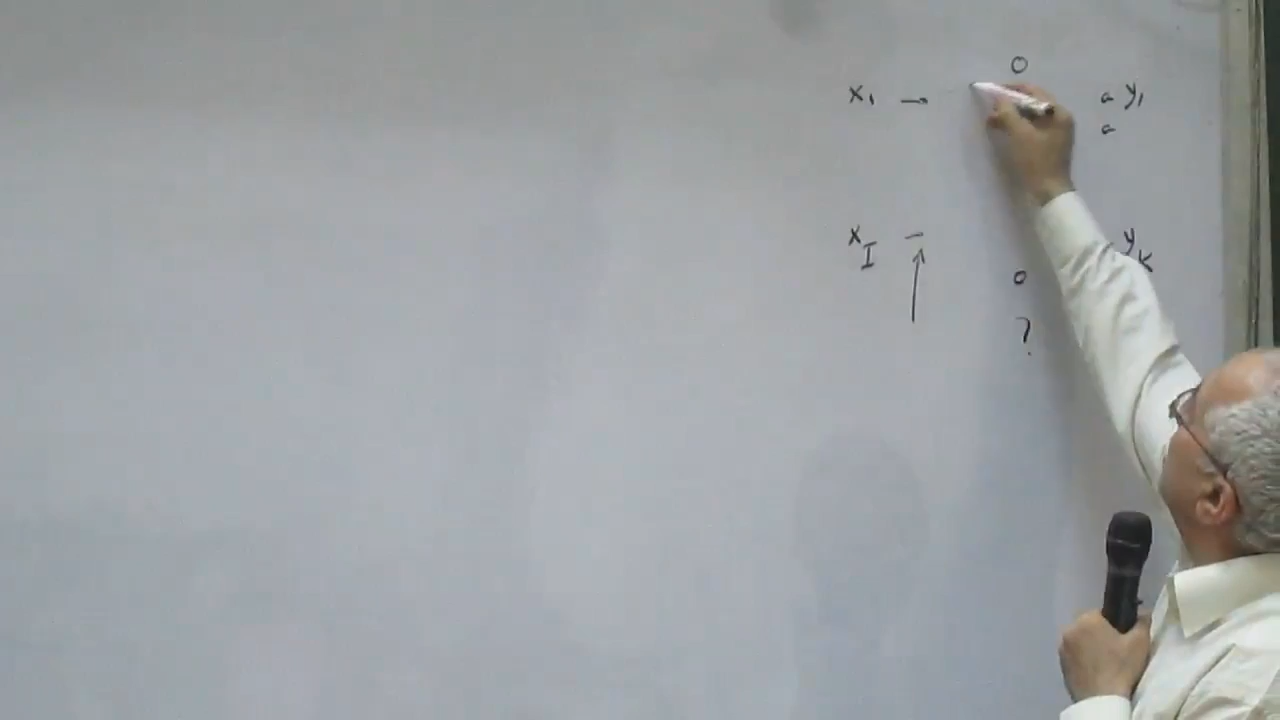 o
x₁ → o y₁
o
x_I – y_K
o
?